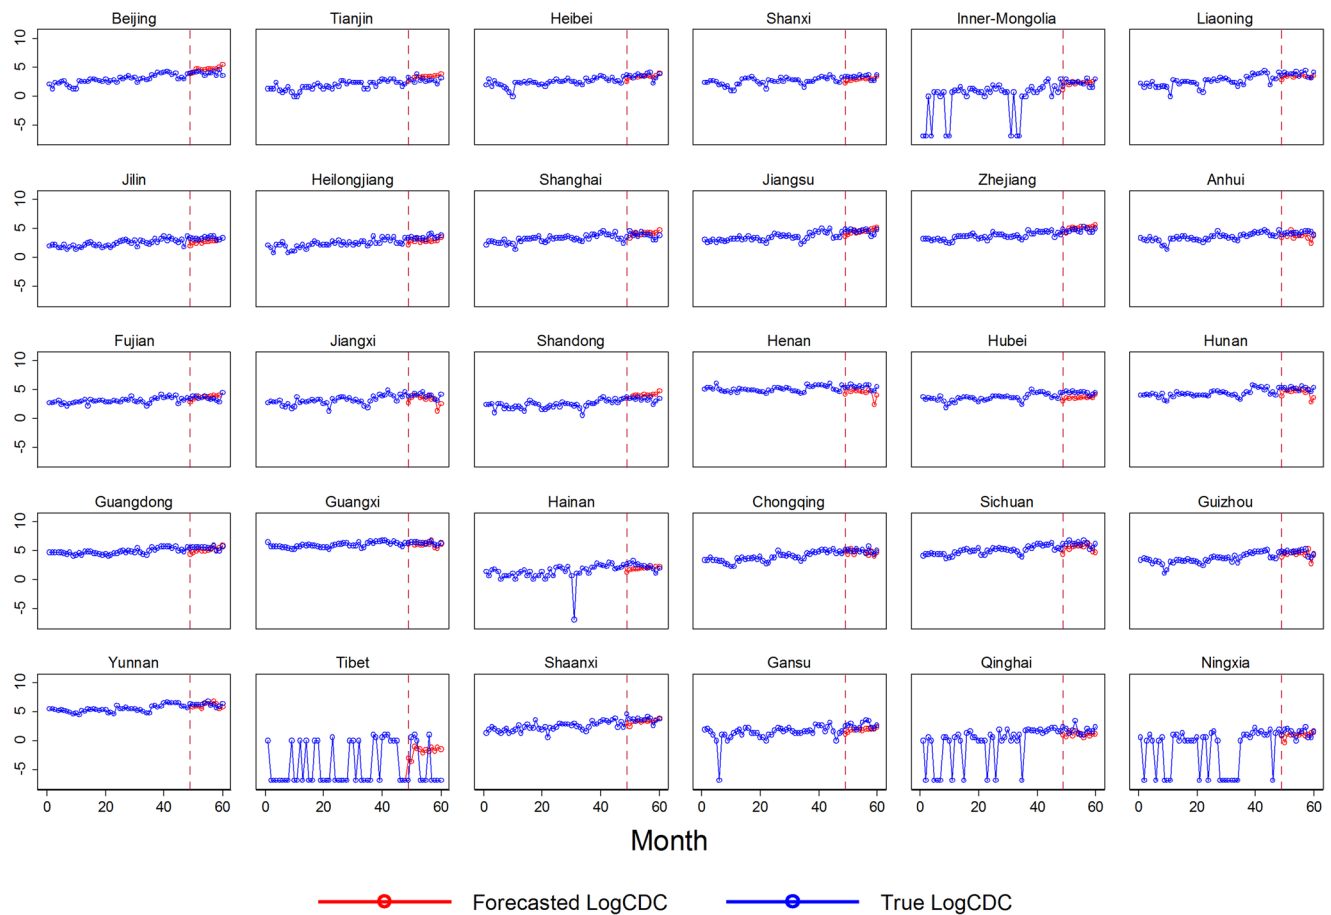 Beijing Tianjin Heibei Shanxi Inner-Mongolia Liaoning
10
5
0
-5
Jilin Heilongjiang Shanghai Jiangsu Zhejiang Anhui
10
5
0
-5
Fujian Jiangxi Shandong Henan Hubei Hunan
10
5
0
-5
Guangdong Guangxi Hainan Chongqing Sichuan Guizhou
10
5
0
-5
Yunnan Tibet Shaanxi Gansu Qinghai Ningxia
10
5
0
-5
0 20 40 60 0 20 40 60 0 20 40 60 0 20 40 60 0 20 40 60 0 20 40 60
Month
Forecasted LogCDC True LogCDC